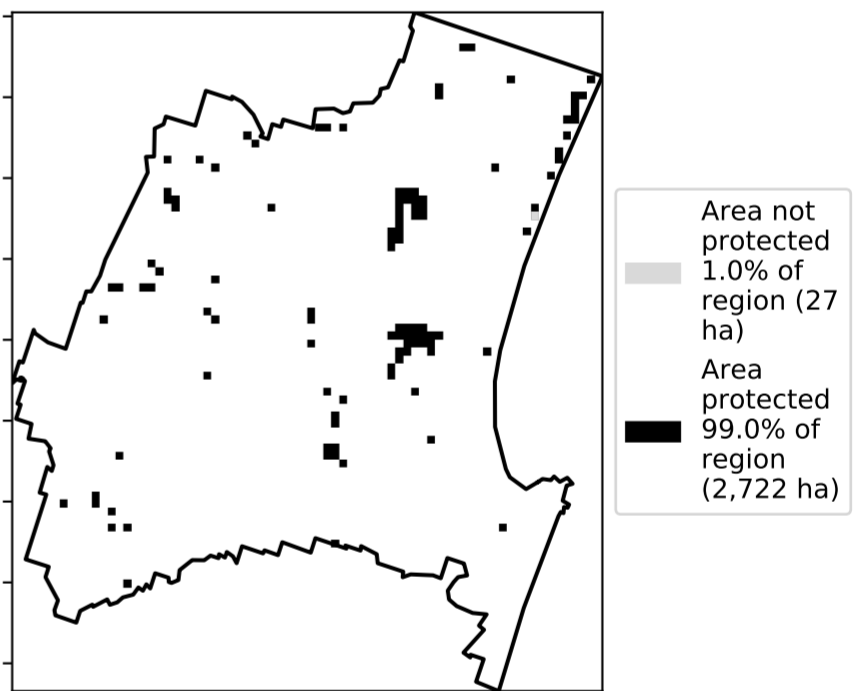 Area not
protected
1.0% of
region (27
ha)
Area
protected
99.0% of
region
(2,722 ha)